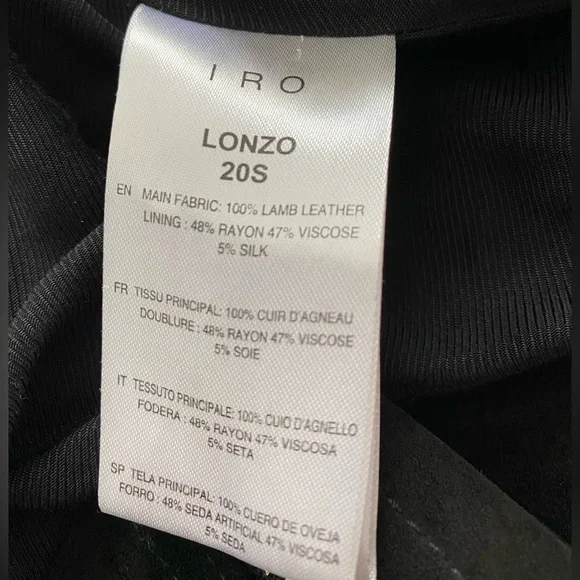 IRO
LONZO
20S
EN MAIN FABRIC: 100% LAMB LEATHER
LINING : 48% RAYON 47% VISCOSE
5% SILK
FR TISSU PRINCIPAL: 100% CUIR D'AGNEAU
DOUBLURE : 48% RAYON 47% VISCOSE
5% SOIE
IT TESSUTO PRINCIPALE: 100% CUIO D'AGNELLO
FODERA : 48% RAYON 47% VISCOSA
5% SETA
SP TELA PRINCIPAL: 100% CUERO DE OVEJA
FORRO : 48% SEDA ARTIFICIAL 47% VISCOSA
5% SEDA